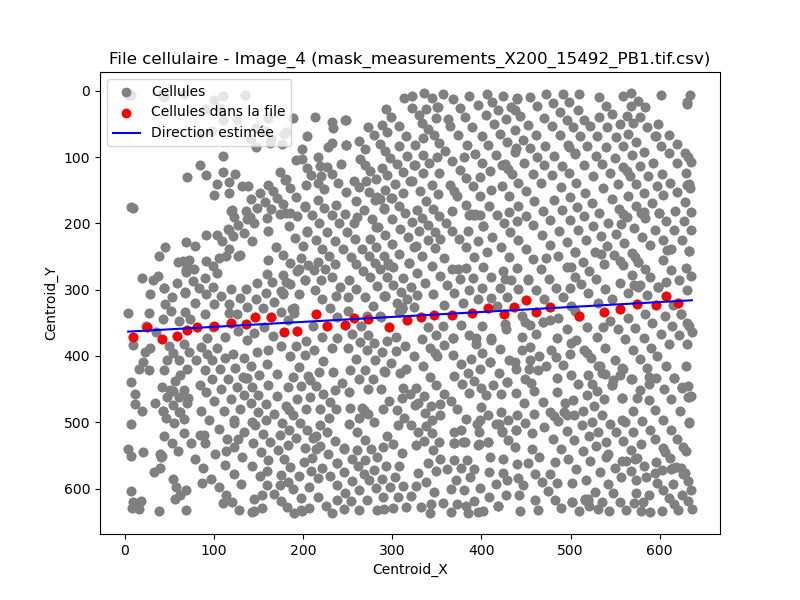 File cellulaire - Image_4 (mask_measurements_X200_15492_PB1.tif.csv)
Cellules
Cellules dans la file
Direction estimée
0
100
200
300
400
500
600
Centroid_Y
0 100 200 300 400 500 600
Centroid_X